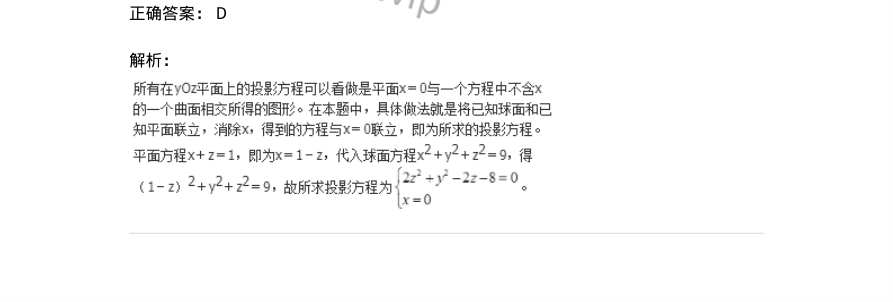 正确答案： D
解析：
所有在yOz平面上的投影方程可以看做是平面x=0与一个方程中不含x
的一个曲面相交所得的图形。在本题中，具体做法就是将已知球面和已
知平面联立，消除x，得到的方程与x=0联立，即为所求的投影方程。
平面方程x+z=1，即为x=1-z，代入球面方程x²+y²+z²=9，得
（1-z）²+y²+z²=9，故所求投影方程为{2z²+y²-2z-8=0
x=0。